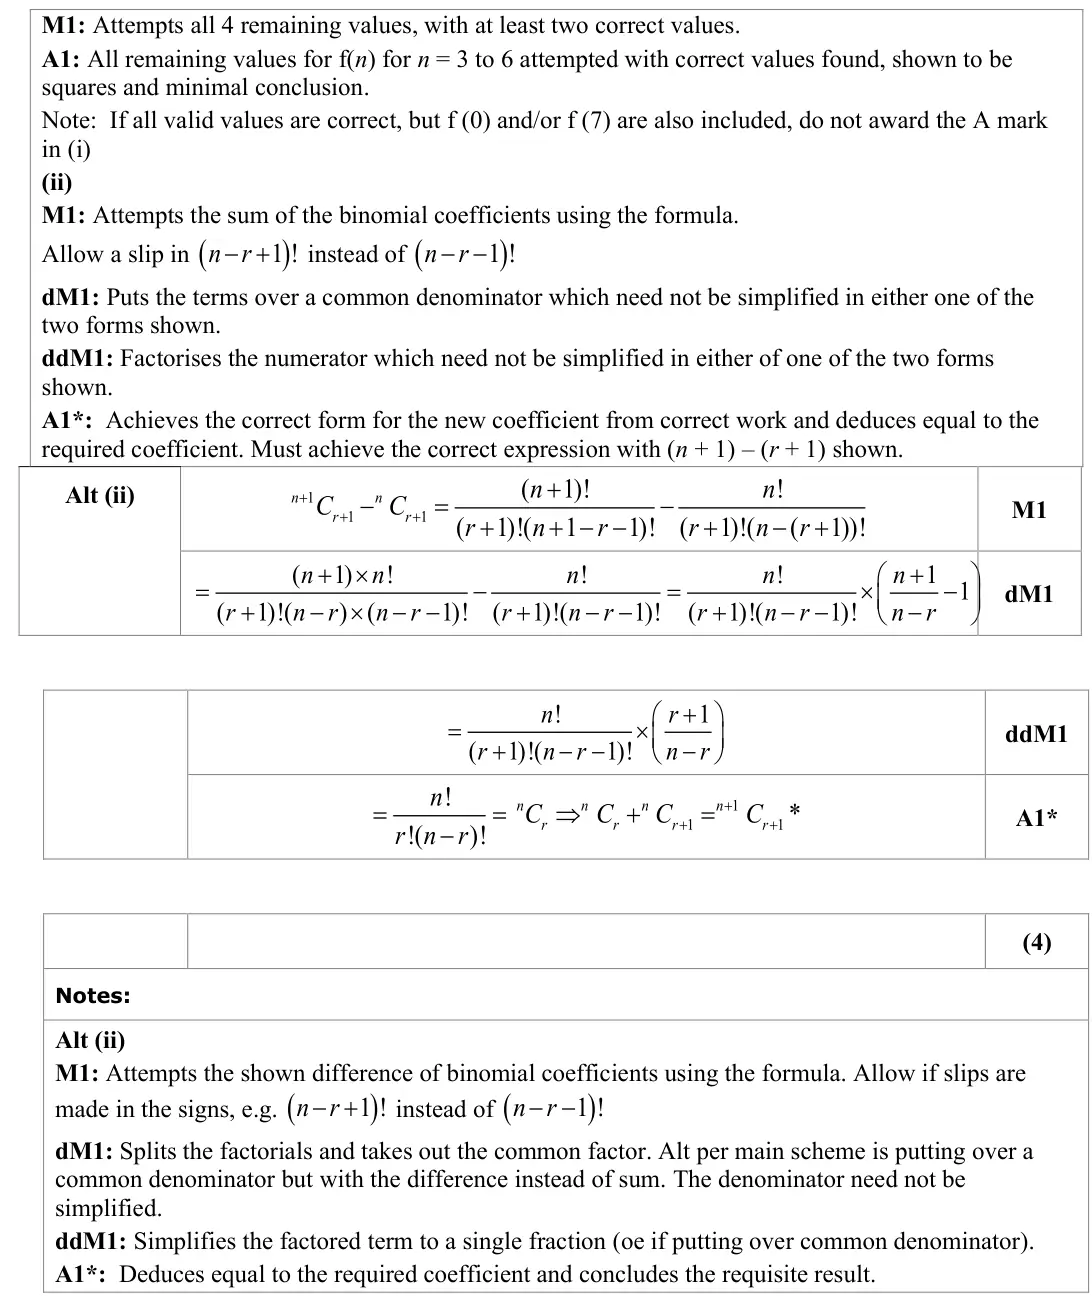 M1: Attempts all 4 remaining values, with at least two correct values.
A1: All remaining values for f(n) for n = 3 to 6 attempted with correct values found, shown to be
squares and minimal conclusion.
Note:  If all valid values are correct, but f (0) and/or f (7) are also included, do not award the A mark
in (i)
(ii)
M1: Attempts the sum of the binomial coefficients using the formula.
Allow a slip in (n−r+1)! instead of (n−r−1)!
dM1: Puts the terms over a common denominator which need not be simplified in either one of the
two forms shown.
ddM1: Factorises the numerator which need not be simplified in either of one of the two forms
shown.
A1*:  Achieves the correct form for the new coefficient from correct work and deduces equal to the
required coefficient. Must achieve the correct expression with (n + 1) – (r + 1) shown.
Alt (ii) ^{n+1}C_{r+1} − ^{n}C_{r+1} = (n+1)!/((r+1)!(n+1−r−1)!) − n!/((r+1)!(n−(r+1))!) M1
= ((n+1)×n!)/((r+1)!(n−r)×(n−r−1)!) − n!/((r+1)!(n−r−1)!) = n!/((r+1)!(n−r−1)!) × ((n+1)/(n−r) −1) dM1
= n!/((r+1)!(n−r−1)!) × ((r+1)/(n−r)) ddM1
= n!/(r!(n−r)!) = ^{n}C_{r} ⇒ ^{n}C_{r} + ^{n}C_{r+1} = ^{n+1}C_{r+1} * A1*
(4)
Notes:
Alt (ii)
M1: Attempts the shown difference of binomial coefficients using the formula. Allow if slips are
made in the signs, e.g. (n−r+1)! instead of (n−r−1)!
dM1: Splits the factorials and takes out the common factor. Alt per main scheme is putting over a
common denominator but with the difference instead of sum. The denominator need not be
simplified.
ddM1: Simplifies the factored term to a single fraction (oe if putting over common denominator).
A1*:  Deduces equal to the required coefficient and concludes the requisite result.